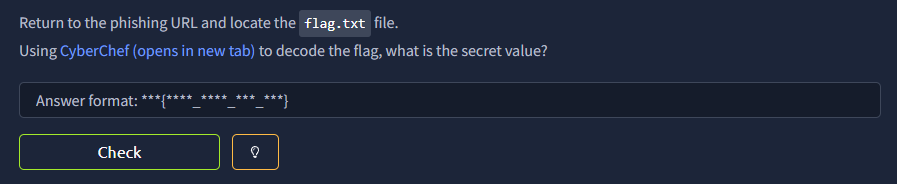 Return to the phishing URL and locate the flag.txt file.
Using CyberChef (opens in new tab) to decode the flag, what is the secret value?
Answer format: ***{****_****_***_***}
Check